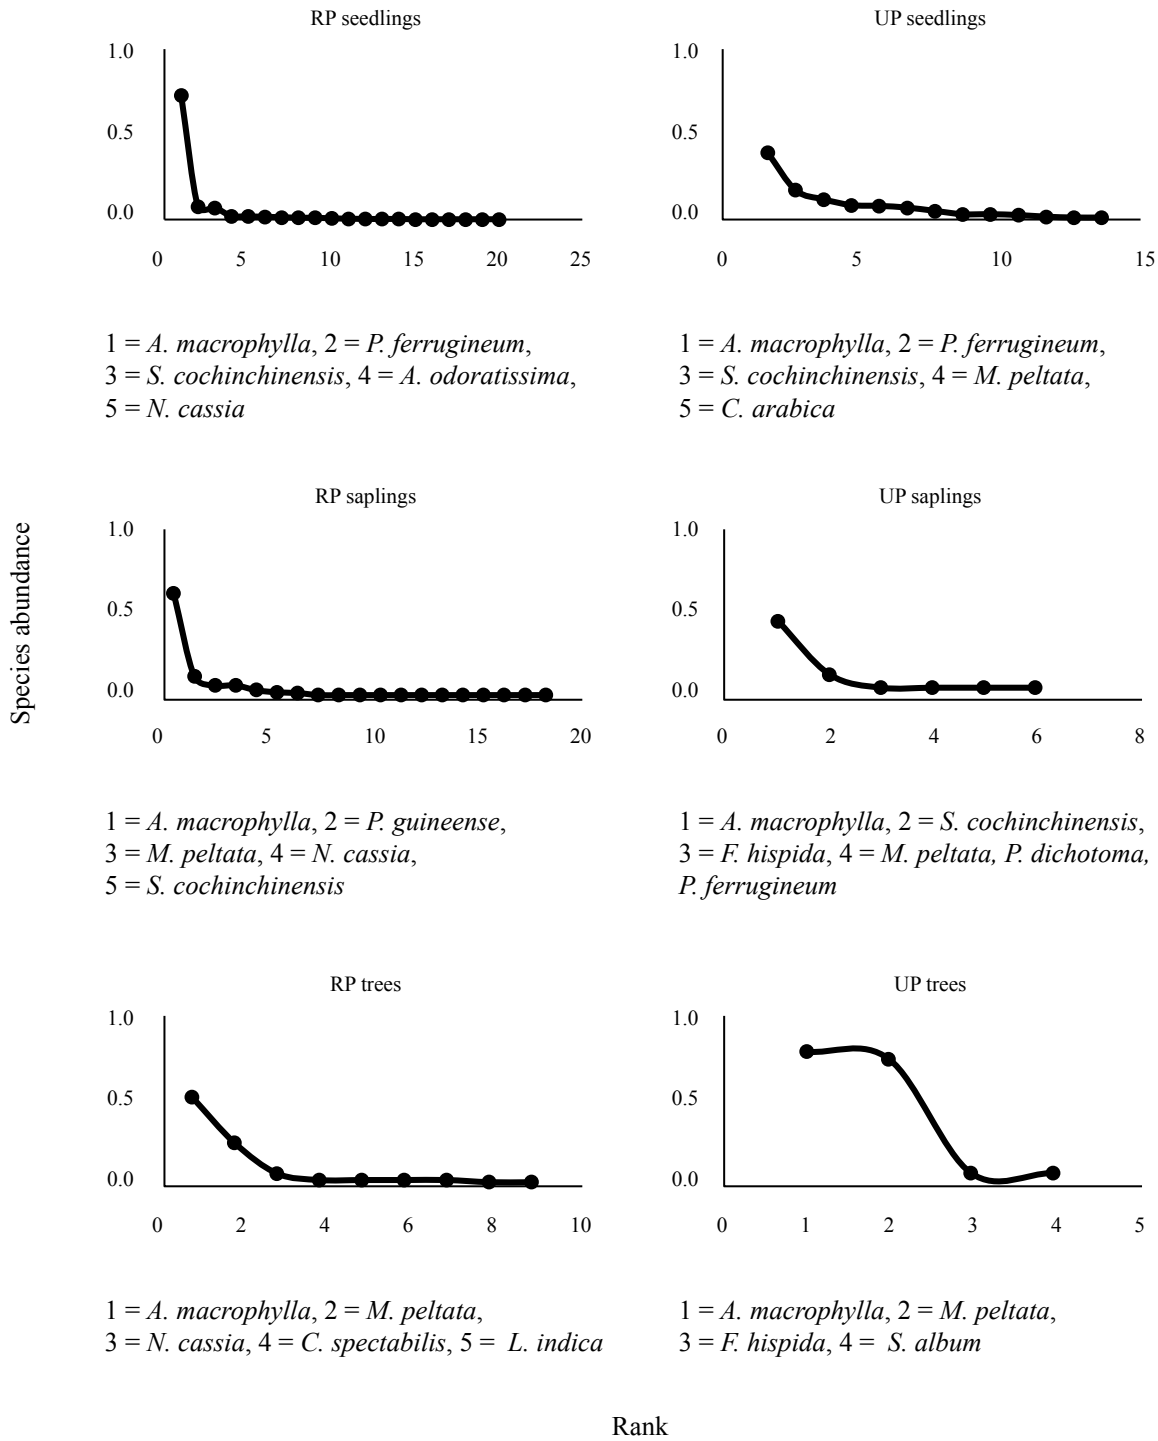 RP seedlings
1.0
0.5
0.0
0 5 10 15 20 25
1 = A. macrophylla, 2 = P. ferrugineum,
3 = S. cochinchinensis, 4 = A. odoratissima,
5 = N. cassia
UP seedlings
1.0
0.5
0.0
0 5 10 15
1 = A. macrophylla, 2 = P. ferrugineum,
3 = S. cochinchinensis, 4 = M. peltata,
5 = C. arabica
Species abundance
RP saplings
1.0
0.5
0.0
0 5 10 15 20
1 = A. macrophylla, 2 = P. guineense,
3 = M. peltata, 4 = N. cassia,
5 = S. cochinchinensis
UP saplings
1.0
0.5
0.0
0 2 4 6 8
1 = A. macrophylla, 2 = S. cochinchinensis,
3 = F. hispida, 4 = M. peltata, P. dichotoma,
P. ferrugineum
RP trees
1.0
0.5
0.0
0 2 4 6 8 10
1 = A. macrophylla, 2 = M. peltata,
3 = N. cassia, 4 = C. spectabilis, 5 = L. indica
UP trees
1.0
0.5
0.0
0 1 2 3 4 5
1 = A. macrophylla, 2 = M. peltata,
3 = F. hispida, 4 = S. album
Rank